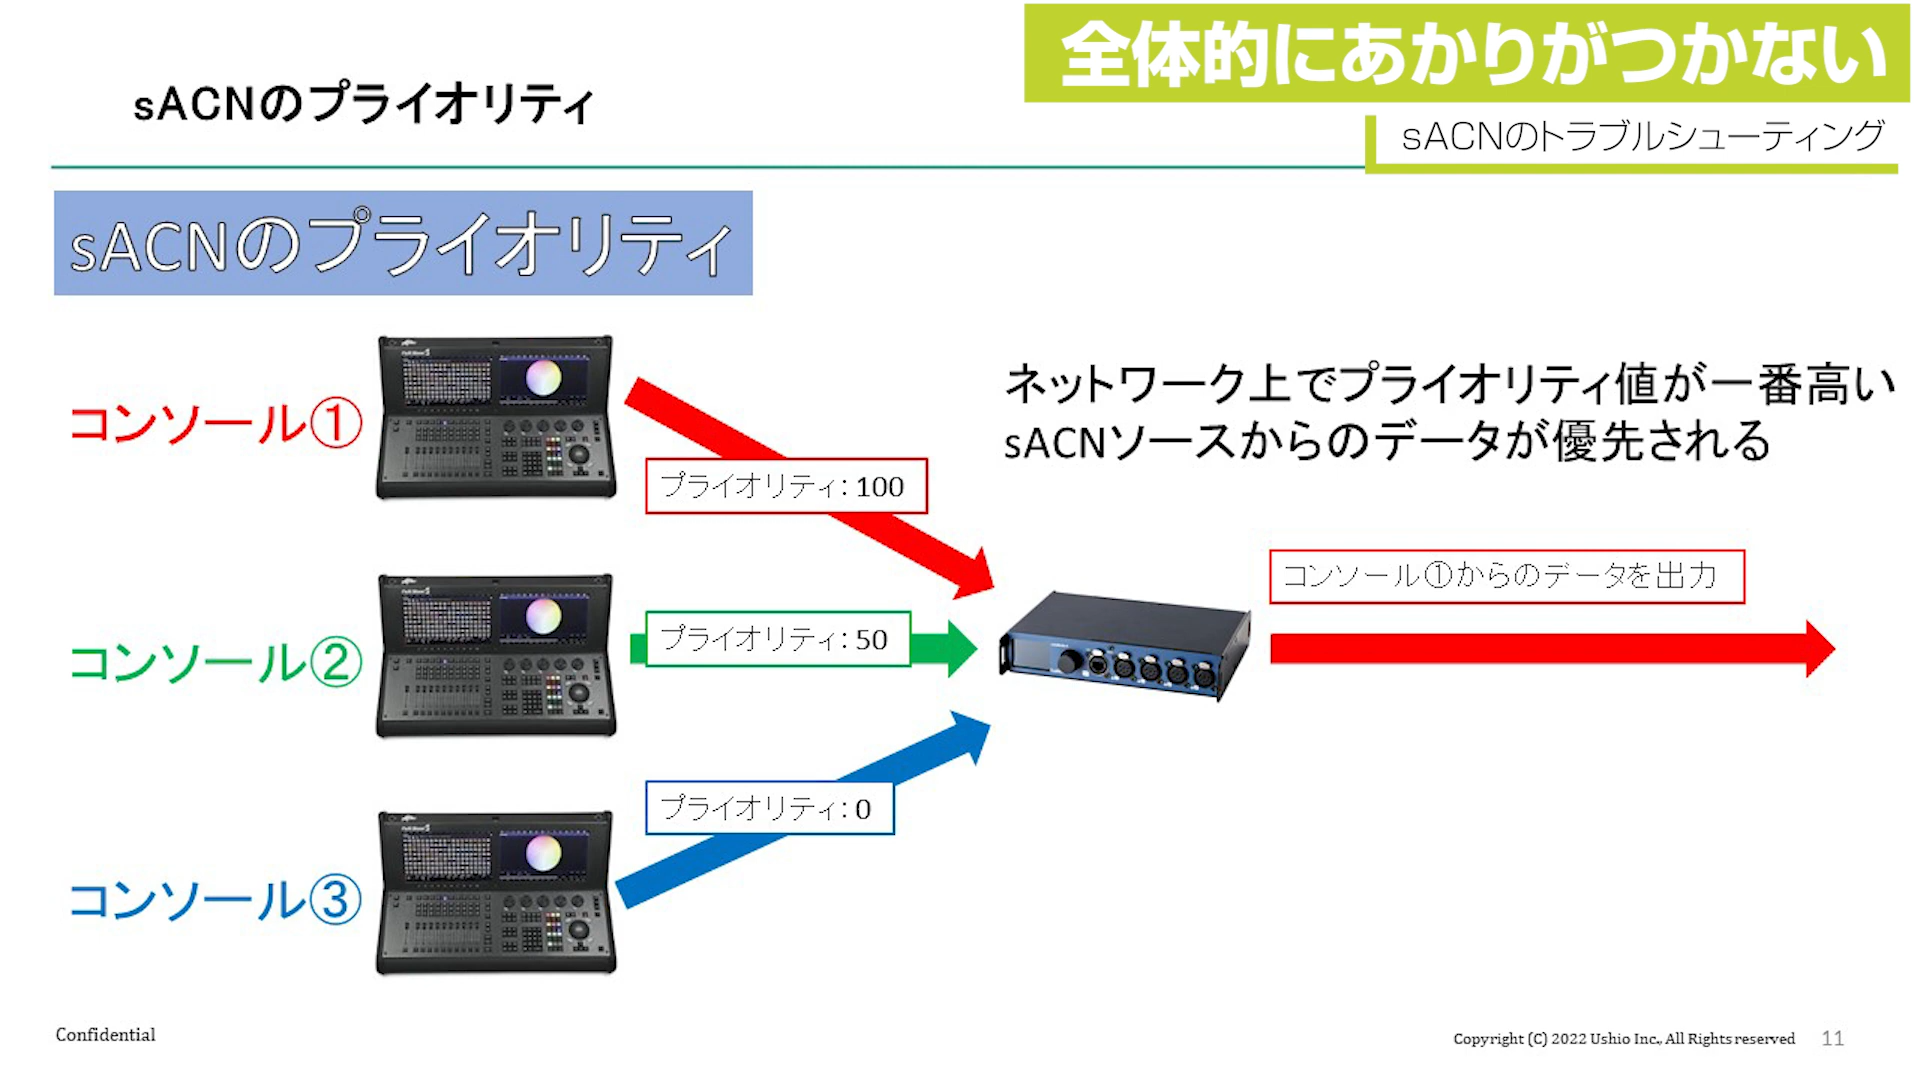 全体的にあかりがつかない
sACNのプライオリティ
sACNのトラブルシューティング
sACNのプライオリティ
コンソール①
ネットワーク上でプライオリティ値が一番高い
sACNソースからのデータが優先される
プライオリティ：100
コンソール①からのデータを出力
コンソール②
プライオリティ：50
プライオリティ：0
コンソール③
Confidential
Copyright (C) 2022 Ushio Inc., All Rights reserved
11